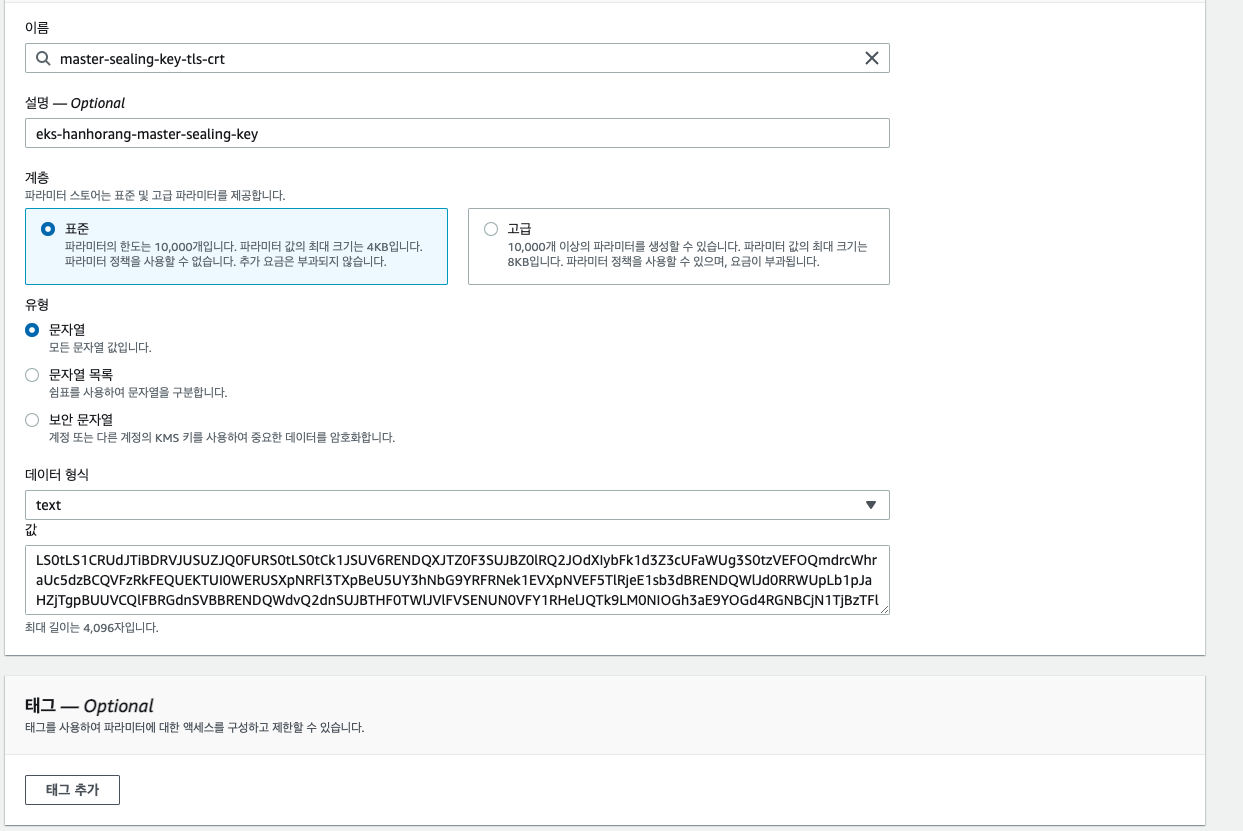 이름
master-sealing-key-tls-crt
설명 — Optional
eks-hanhorang-master-sealing-key
계층
파라미터 스토어는 표준 및 고급 파라미터를 제공합니다.
표준
파라미터의 한도는 10,000개입니다. 파라미터 값의 최대 크기는 4KB입니다.
파라미터 정책을 사용할 수 없습니다. 추가 요금은 부과되지 않습니다.
고급
10,000개 이상의 파라미터를 생성할 수 있습니다. 파라미터 값의 최대 크기는
8KB입니다. 파라미터 정책을 사용할 수 있으며, 요금이 부과됩니다.
유형
문자열
모든 문자열 값입니다.
문자열 목록
쉼표를 사용하여 문자열을 구분합니다.
보안 문자열
계정 또는 다른 계정의 KMS 키를 사용하여 중요한 데이터를 암호화합니다.
데이터 형식
text
값
최대 길이는 4,096자입니다.
태그 — Optional
태그를 사용하여 파라미터에 대한 액세스를 구성하고 제한할 수 있습니다.
태그 추가